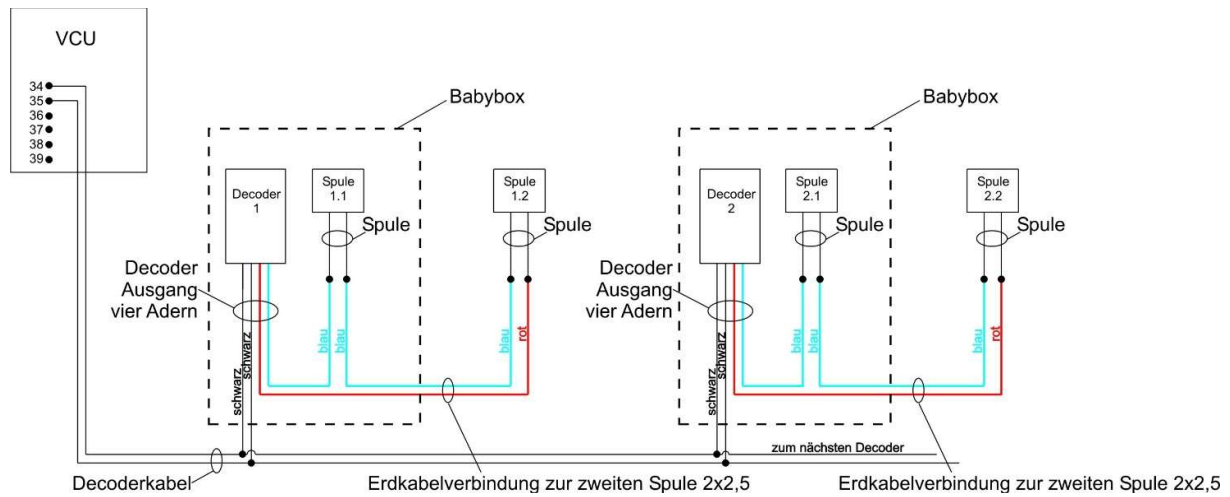 VCU
34
35
36
37
38
39
Babybox
Babybox
Decoder
1
Spule
1.1
Spule
1.2
Decoder
2
Spule
2.1
Spule
2.2
Spule
Spule
Spule
Spule
Decoder
Ausgang
vier Adern
Decoder
Ausgang
vier Adern
schwarz
schwarz
blau
blau
blau
rot
schwarz
schwarz
blau
blau
blau
rot
zum nächsten Decoder
Decoderkabel
Erdkabelverbindung zur zweiten Spule 2x2,5
Erdkabelverbindung zur zweiten Spule 2x2,5